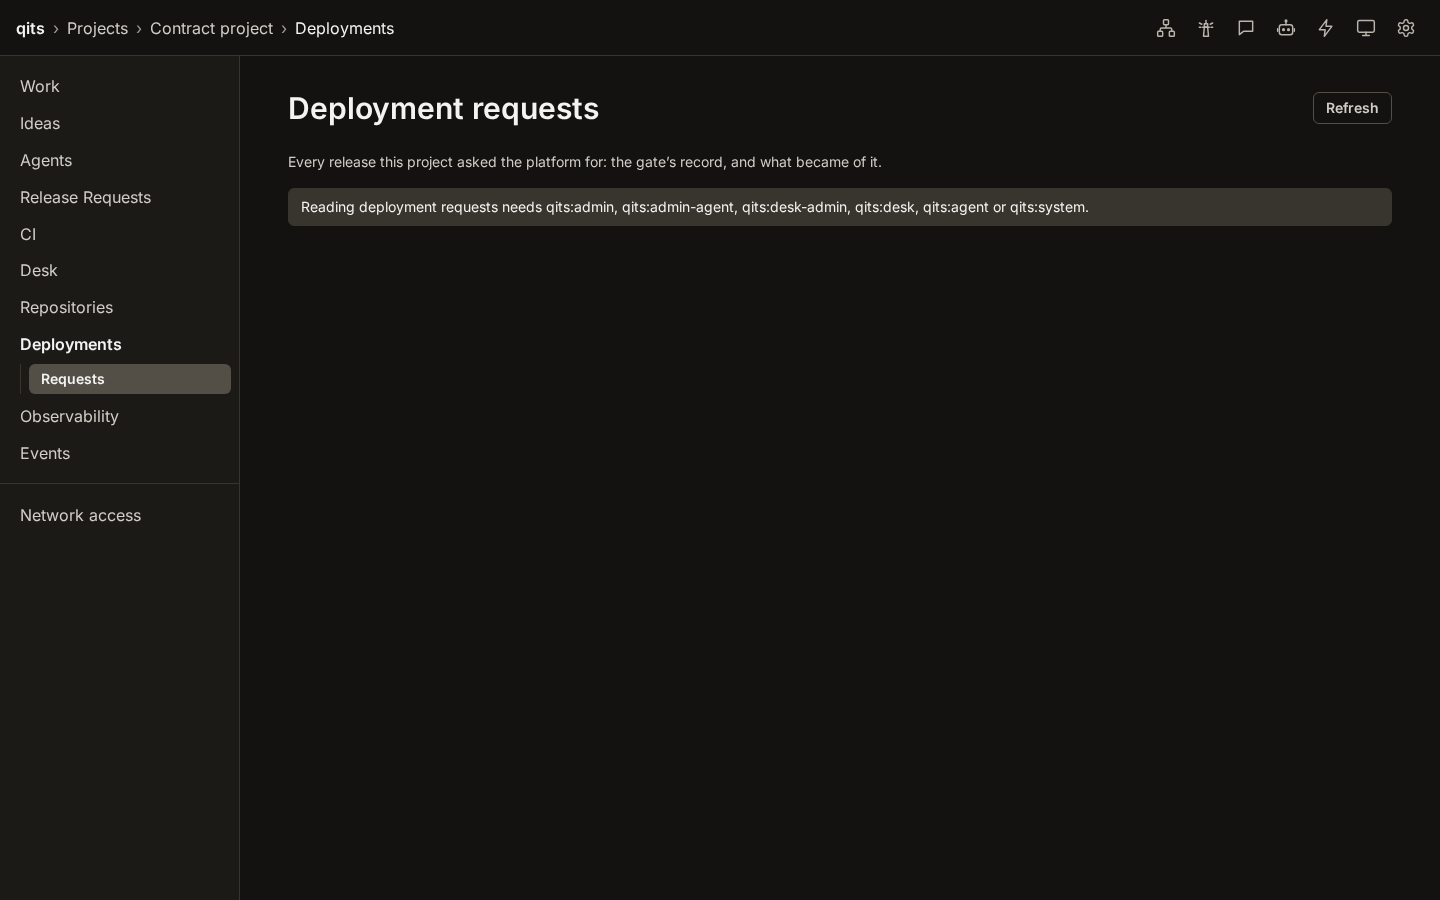 qits › Projects › Contract project › Deployments
Work
Ideas
Agents
Release Requests
CI
Desk
Repositories
Deployments
Requests
Observability
Events
Network access
Deployment requests
Refresh
Every release this project asked the platform for: the gate’s record, and what became of it.
Reading deployment requests needs qits:admin, qits:admin-agent, qits:desk-admin, qits:desk, qits:agent or qits:system.